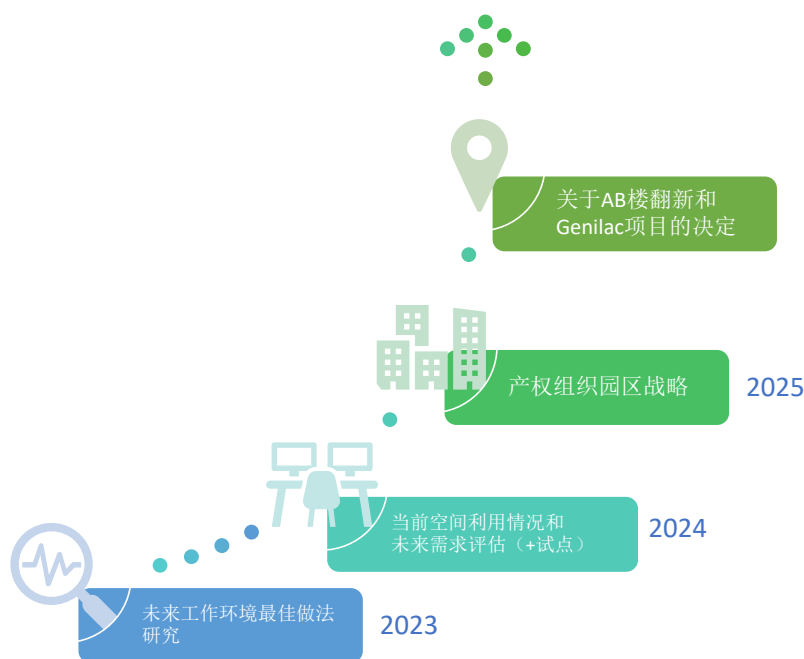 关于AB楼翻新和
Genilac项目的决定
产权组织园区战略
2025
当前空间利用情况和
未来需求评估（+试点）
2024
未来工作环境最佳做法
研究
2023